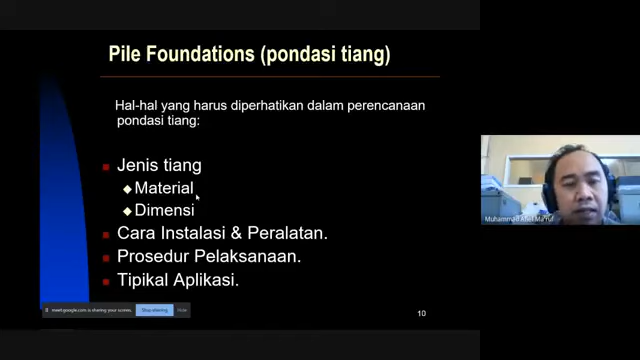 Pile Foundations (pondasi tiang)
Hal-hal yang harus diperhatikan dalam perencanaan
pondasi tiang:
Jenis tiang
Material
Dimensi
Cara Instalasi & Peralatan.
Prosedur Pelaksanaan.
Tipikal Aplikasi.
meet.google.com is sharing your screen.
Stop sharing
Hide
10
Muhammad